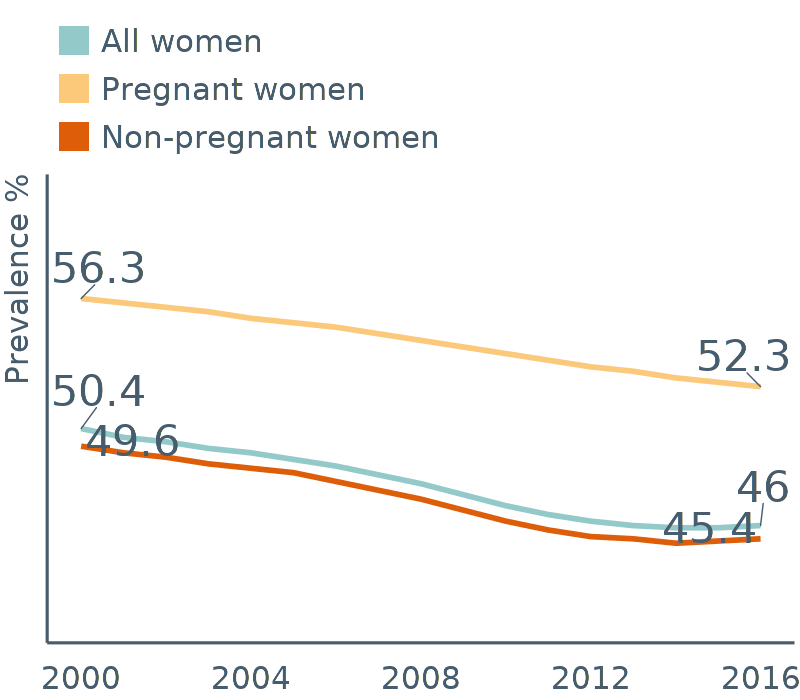 All women
Pregnant women
Non-pregnant women
Prevalence %
56.3
52.3
50.4
49.6
46
45.4
2000 2004 2008 2012 2016